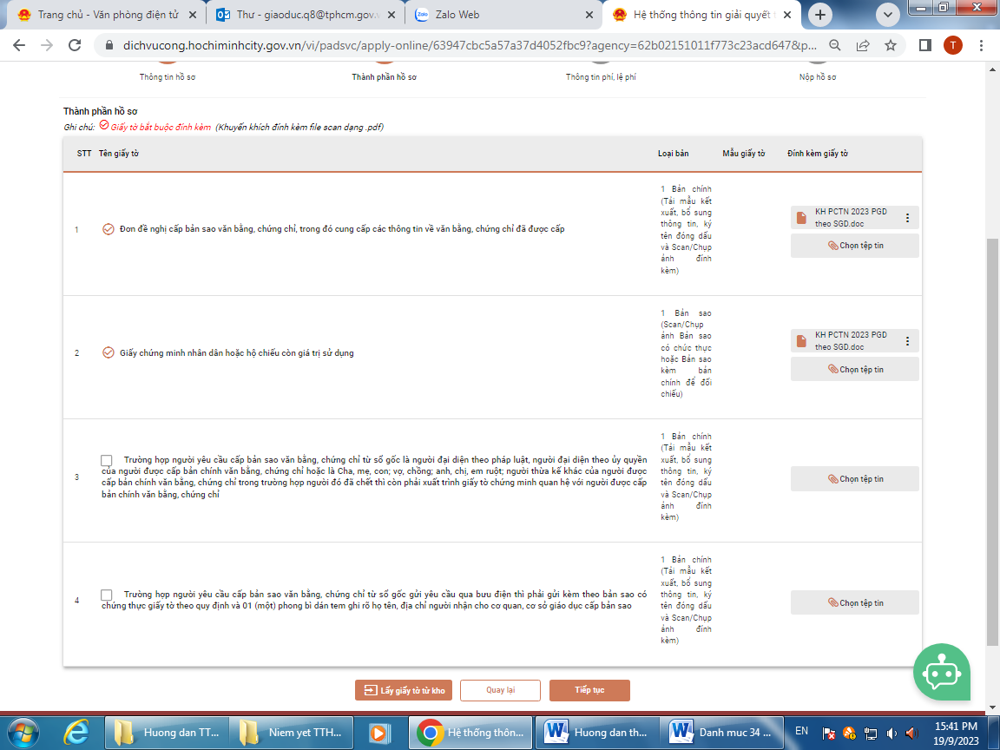 Trang chủ - Văn phòng điện tử
Thư - giaoduc.q8@tphcm.gov.v
Zalo Web
Hệ thống thông tin giải quyết
dichvucong.hochiminhcity.gov.vn/vi/padsvc/apply-online/63947cbc5a57a37d4052fbc9?agency=62b02151011f773c23acd647&p...
T
Thông tin hồ sơ
Thành phần hồ sơ
Thông tin phí, lệ phí
Nộp hồ sơ
Thành phần hồ sơ
Ghi chú: Giấy tờ bắt buộc đính kèm (Khuyến khích đính kèm file scan dạng .pdf)
STT Tên giấy tờ Loại bản Mẫu giấy tờ Đính kèm giấy tờ
1
Đơn đề nghị cấp bản sao văn bằng, chứng chỉ, trong đó cung cấp các thông tin về văn bằng, chứng chỉ đã được cấp
1 Bản chính
(Tải mẫu kết
xuất, bổ sung
thông tin, ký
tên đóng dấu
và Scan/Chụp
ảnh đính
kèm)
KH PCTN 2023 PGD
theo SGD.doc
Chọn tệp tin
2
Giấy chứng minh nhân dân hoặc hộ chiếu còn giá trị sử dụng
1 Bản sao
(Scan/Chụp
ảnh Bản sao
có chức thực
hoặc Bản sao
kèm bản
chính để đối
chiếu)
KH PCTN 2023 PGD
theo SGD.doc
Chọn tệp tin
3
Trường hợp người yêu cầu cấp bản sao văn bằng, chứng chỉ từ sổ gốc là người đại diện theo pháp luật, người đại diện theo ủy quyền
của người được cấp bản chính văn bằng, chứng chỉ hoặc là Cha, mẹ, con; vợ, chồng; anh, chị, em ruột; người thừa kế khác của người được
cấp bản chính văn bằng, chứng chỉ trong trường hợp người đó đã chết thì còn phải xuất trình giấy tờ chứng minh quan hệ với người được cấp
bản chính văn bằng, chứng chỉ
1 Bản chính
(Tải mẫu kết
xuất, bổ sung
thông tin, ký
tên đóng dấu
và Scan/Chụp
ảnh đính
kèm)
Chọn tệp tin
4
Trường hợp người yêu cầu cấp bản sao văn bằng, chứng chỉ từ sổ gốc gửi yêu cầu qua bưu điện thì phải gửi kèm theo bản sao có
chứng thực giấy tờ theo quy định và 01 (một) phong bì dán tem ghi rõ họ tên, địa chỉ người nhận cho cơ quan, cơ sở giáo dục cấp bản sao
1 Bản chính
(Tải mẫu kết
xuất, bổ sung
thông tin, ký
tên đóng dấu
và Scan/Chụp
ảnh đính
kèm)
Chọn tệp tin
Lấy giấy tờ từ kho
Quay lại
Tiếp tục
Huong dan TT...
Niem yet TTH...
Hệ thống thôn...
Huong dan th...
Danh muc 34 ...
EN
15:41 PM
19/9/2023